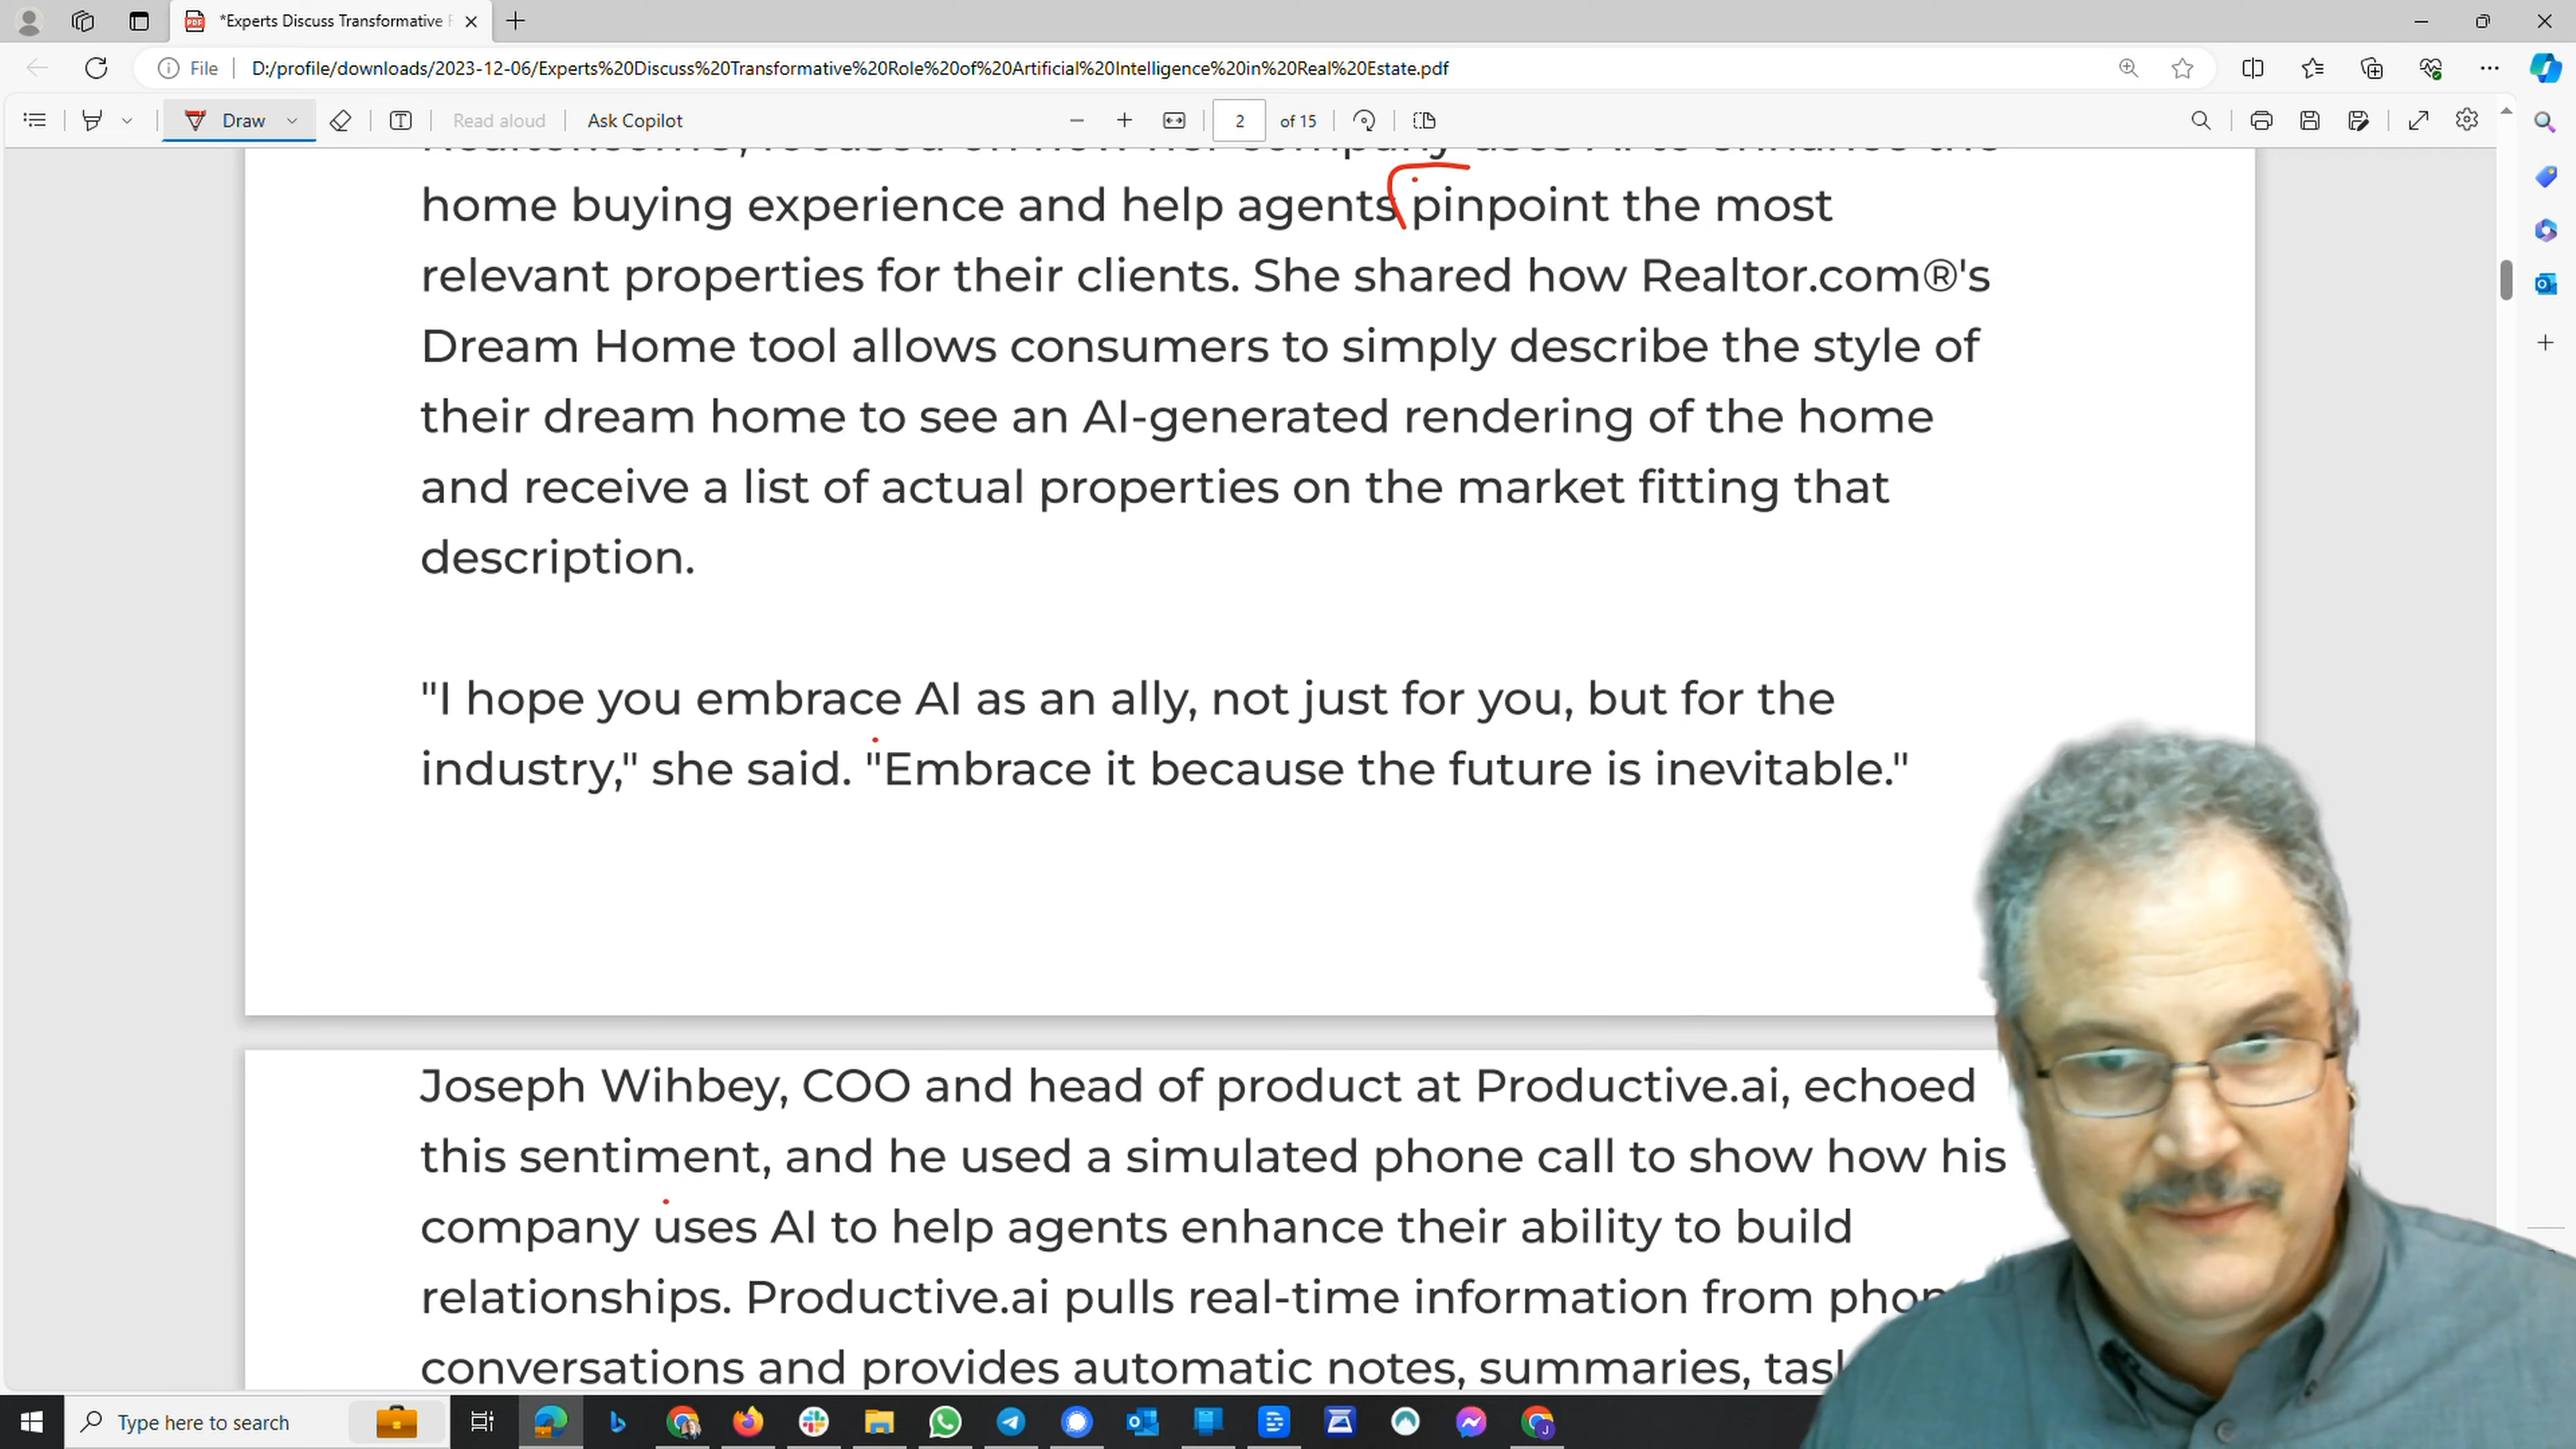 *Experts Discuss Transformative
File
D:/profile/downloads/2023-12-06/Experts%20Discuss%20Transformative%20Role%20of%20Artificial%20Intelligence%20in%20Real%20Estate.pdf
Draw
Read aloud
Ask Copilot
2
of 15
home buying experience and help agents pinpoint the most
relevant properties for their clients. She shared how Realtor.com®'s
Dream Home tool allows consumers to simply describe the style of
their dream home to see an AI-generated rendering of the home
and receive a list of actual properties on the market fitting that
description.
"I hope you embrace AI as an ally, not just for you, but for the
industry," she said. "Embrace it because the future is inevitable."
Joseph Wihbey, COO and head of product at Productive.ai, echoed
this sentiment, and he used a simulated phone call to show how his
company uses AI to help agents enhance their ability to build
relationships. Productive.ai pulls real-time information from
conversations and provides automatic notes, summaries,
Type here to search